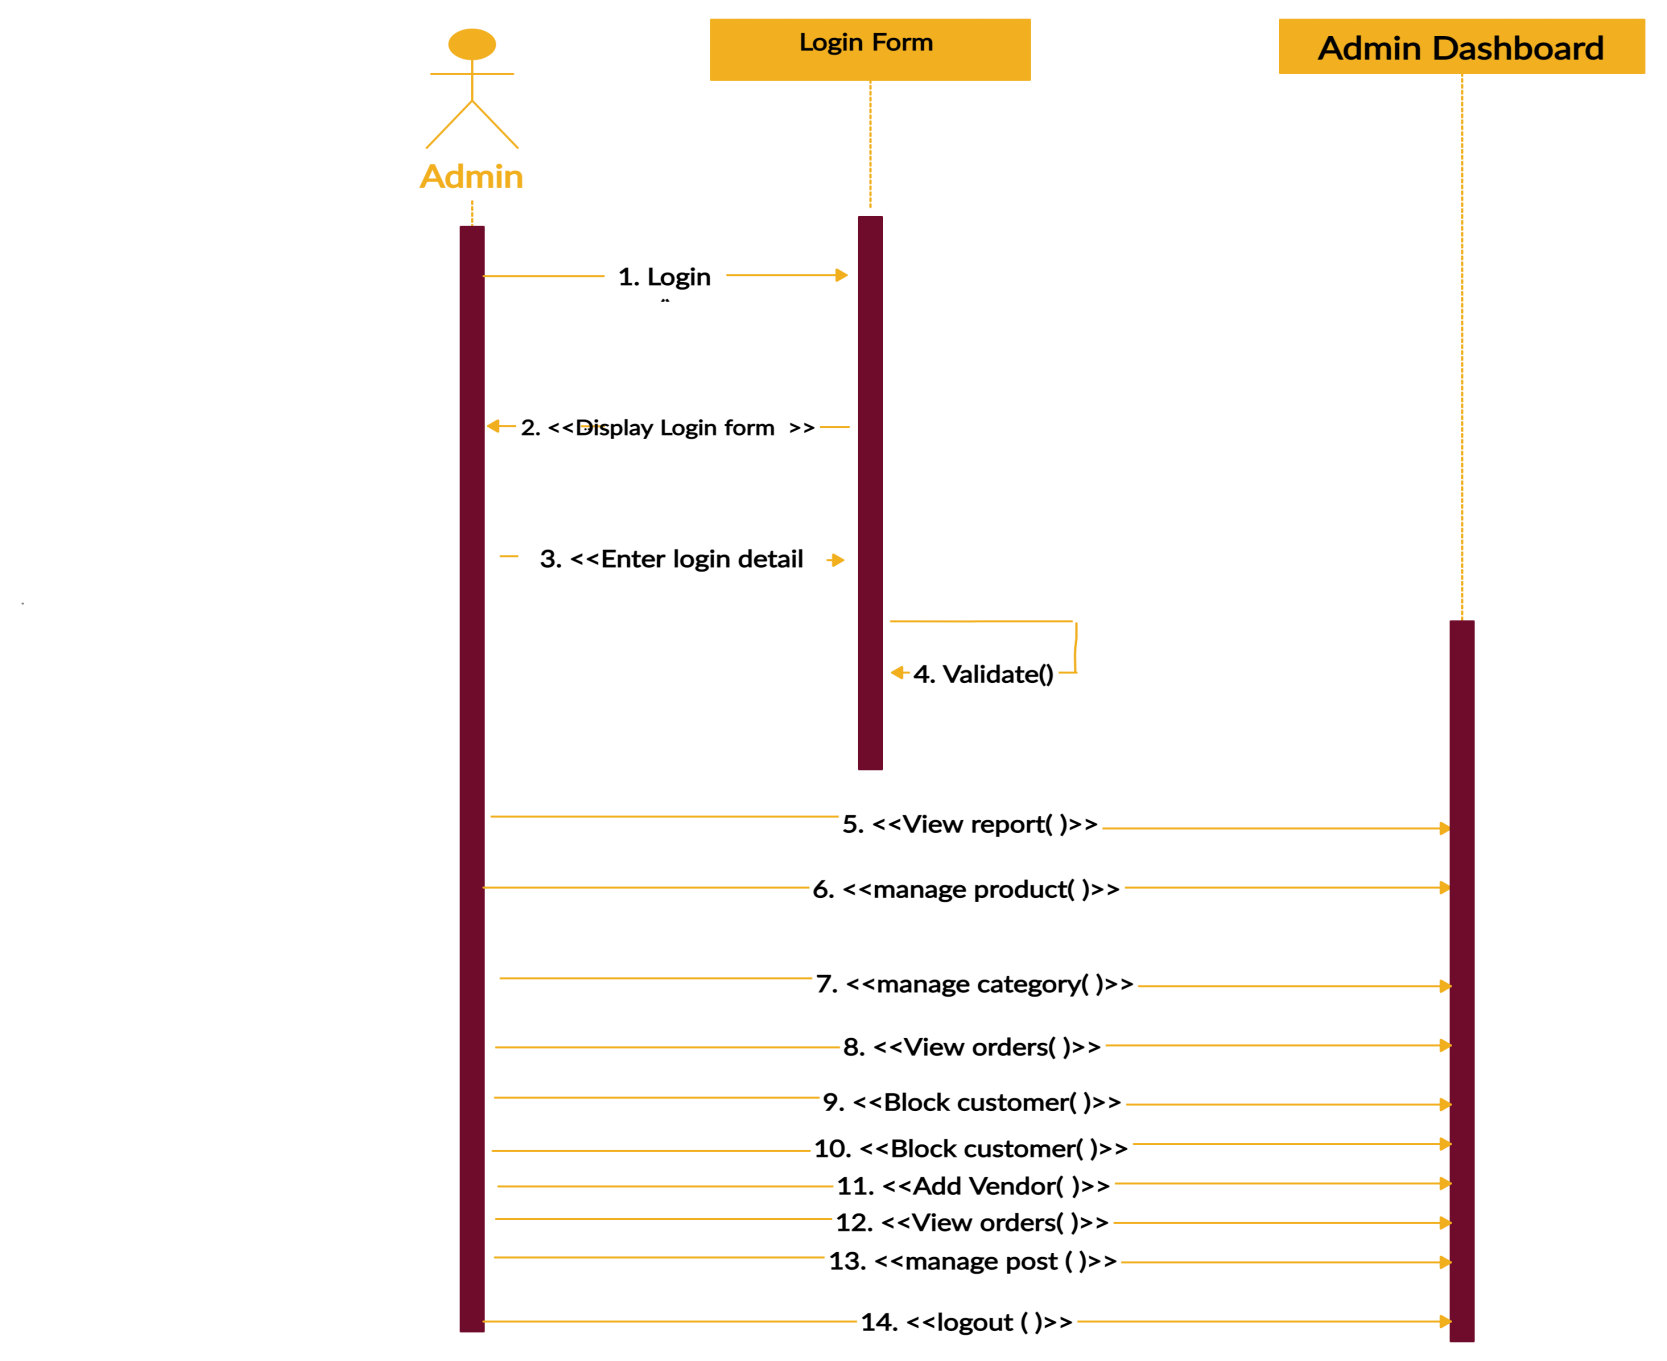 Login Form
Admin Dashboard
Admin
1. Login
2. <<Display Login form >>
3. <<Enter login detail
4. Validate()
5. <<View report( )>>
6. <<manage product( )>>
7. <<manage category( )>>
8. <<View orders( )>>
9. <<Block customer( )>>
10. <<Block customer( )>>
11. <<Add Vendor( )>>
12. <<View orders( )>>
13. <<manage post ( )>>
14. <<logout ( )>>